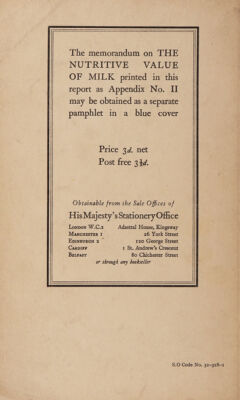 The memorandum on THE
NUTRITIVE VALUE
OF MILK printed in this
report as Appendix No. II
may be obtained as a separate
pamphlet in a blue cover
Price 3d. net
Post free 3½d.
Obtainable from the Sale Offices of
His Majesty's Stationery Office
LONDON W.C.2 Adastral House, Kingsway
MANCHESTER 1 26 York Street
EDINBURGH 2 120 George Street
CARDIFF 1 St. Andrew's Crescent
BELFAST 80 Chichester Street
or through any bookseller
S.O Code No. 32-328-1